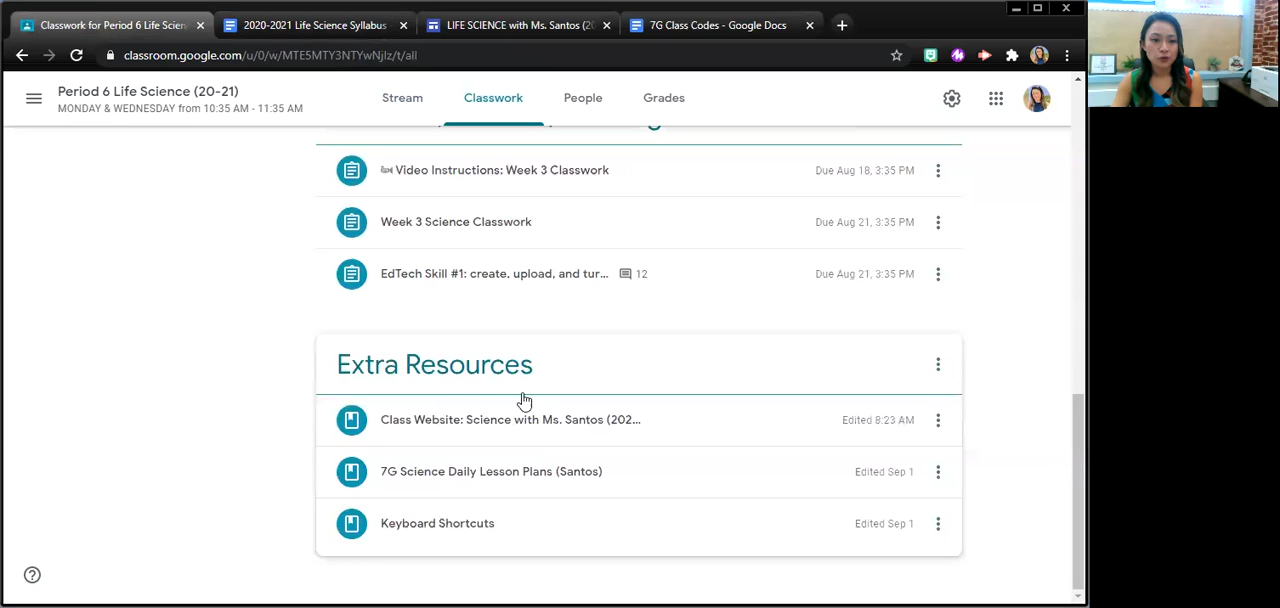 Classwork for Period 6 Life Scien
2020-2021 Life Science Syllabus
LIFE SCIENCE with Ms. Santos (20
7G Class Codes - Google Docs
classroom.google.com/u/0/w/MTE5MTY3NTYwNjlz/t/all
Period 6 Life Science (20-21)
MONDAY & WEDNESDAY from 10:35 AM - 11:35 AM
Stream
Classwork
People
Grades
Video Instructions: Week 3 Classwork
Due Aug 18, 3:35 PM
Week 3 Science Classwork
Due Aug 21, 3:35 PM
EdTech Skill #1: create, upload, and tur...
12
Due Aug 21, 3:35 PM
Extra Resources
Class Website: Science with Ms. Santos (202...
Edited 8:23 AM
7G Science Daily Lesson Plans (Santos)
Edited Sep 1
Keyboard Shortcuts
Edited Sep 1